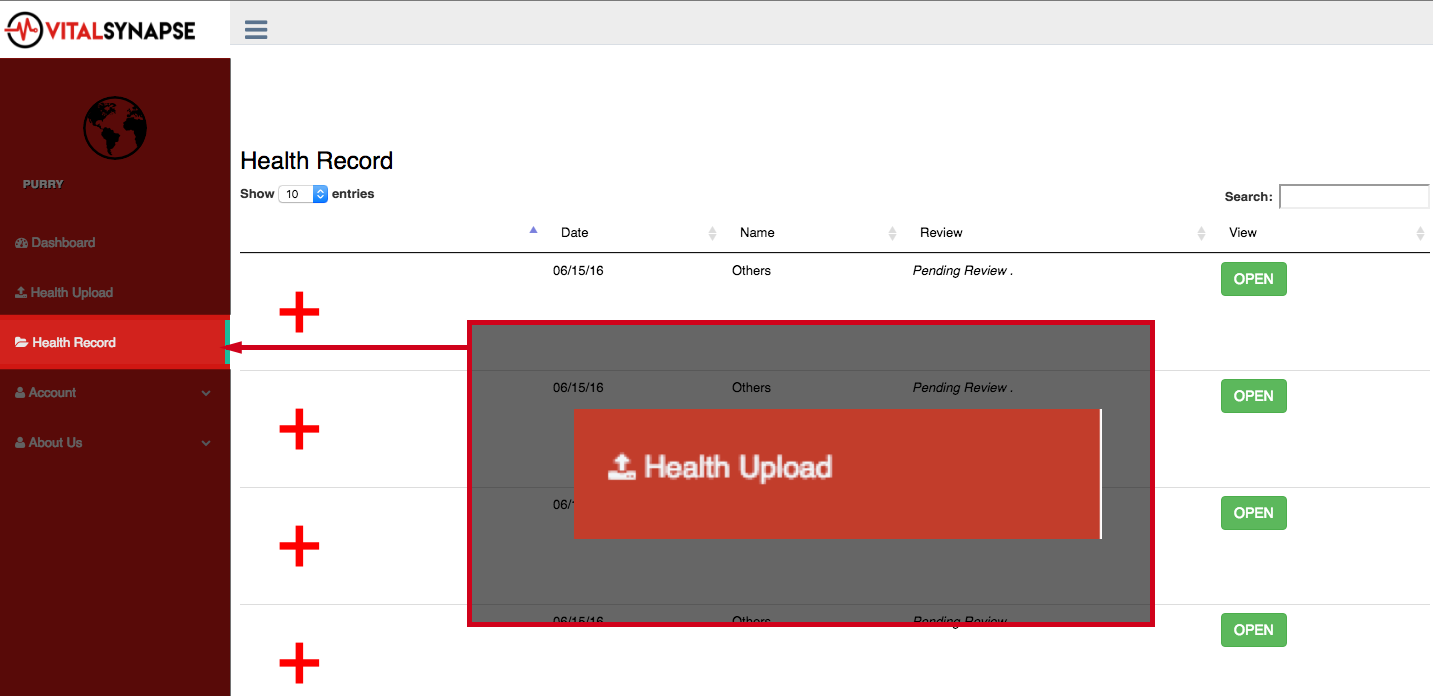 VITALSYNAPSE
PURRY
Dashboard
Health Upload
Health Record
Account
About Us
Health Record
Show 10 entries
Search:
Date Name Review View
06/15/16 Others Pending Review . OPEN
06/15/16 Others Pending Review . OPEN
Health Upload
06/ OPEN
06/15/16 Others Pending Review OPEN